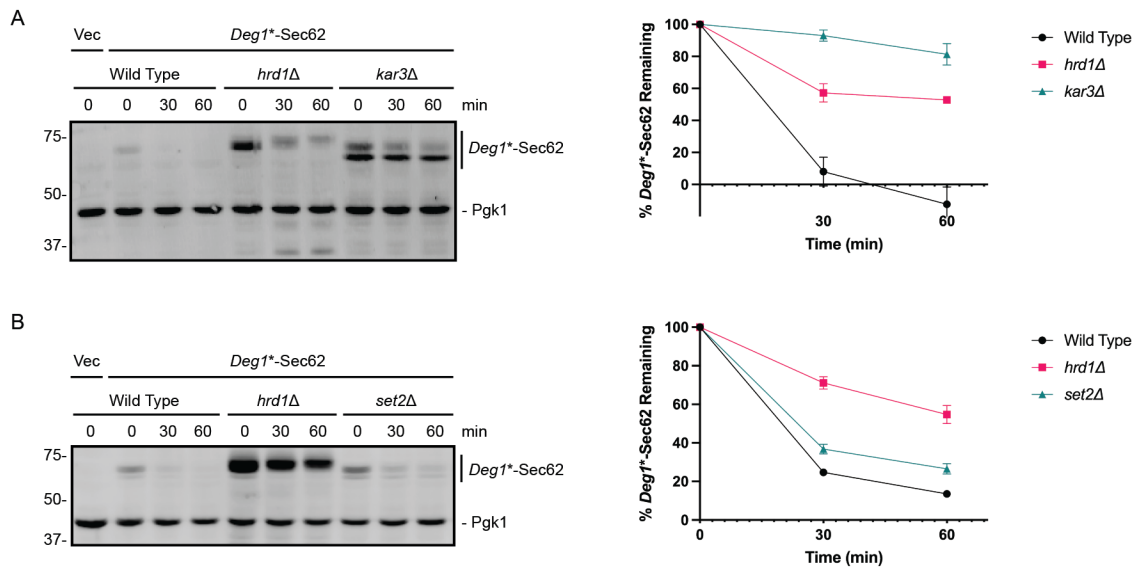 A
Vec
Deg1*-Sec62
Wild Type hrd1Δ kar3Δ
0 0 30 60 0 30 60 0 30 60 min
75-
Deg1*-Sec62
50-
- Pgk1
37-
% Deg1*-Sec62 Remaining
100
80
60
40
20
0
20
40
30 60
Time (min)
Wild Type
hrd1Δ
kar3Δ
B
Vec
Deg1*-Sec62
Wild Type hrd1Δ set2Δ
0 0 30 60 0 30 60 0 30 60 min
75-
Deg1*-Sec62
50-
- Pgk1
37-
% Deg1*-Sec62 Remaining
100
80
60
40
20
0
0 30 60
Time (min)
Wild Type
hrd1Δ
set2Δ